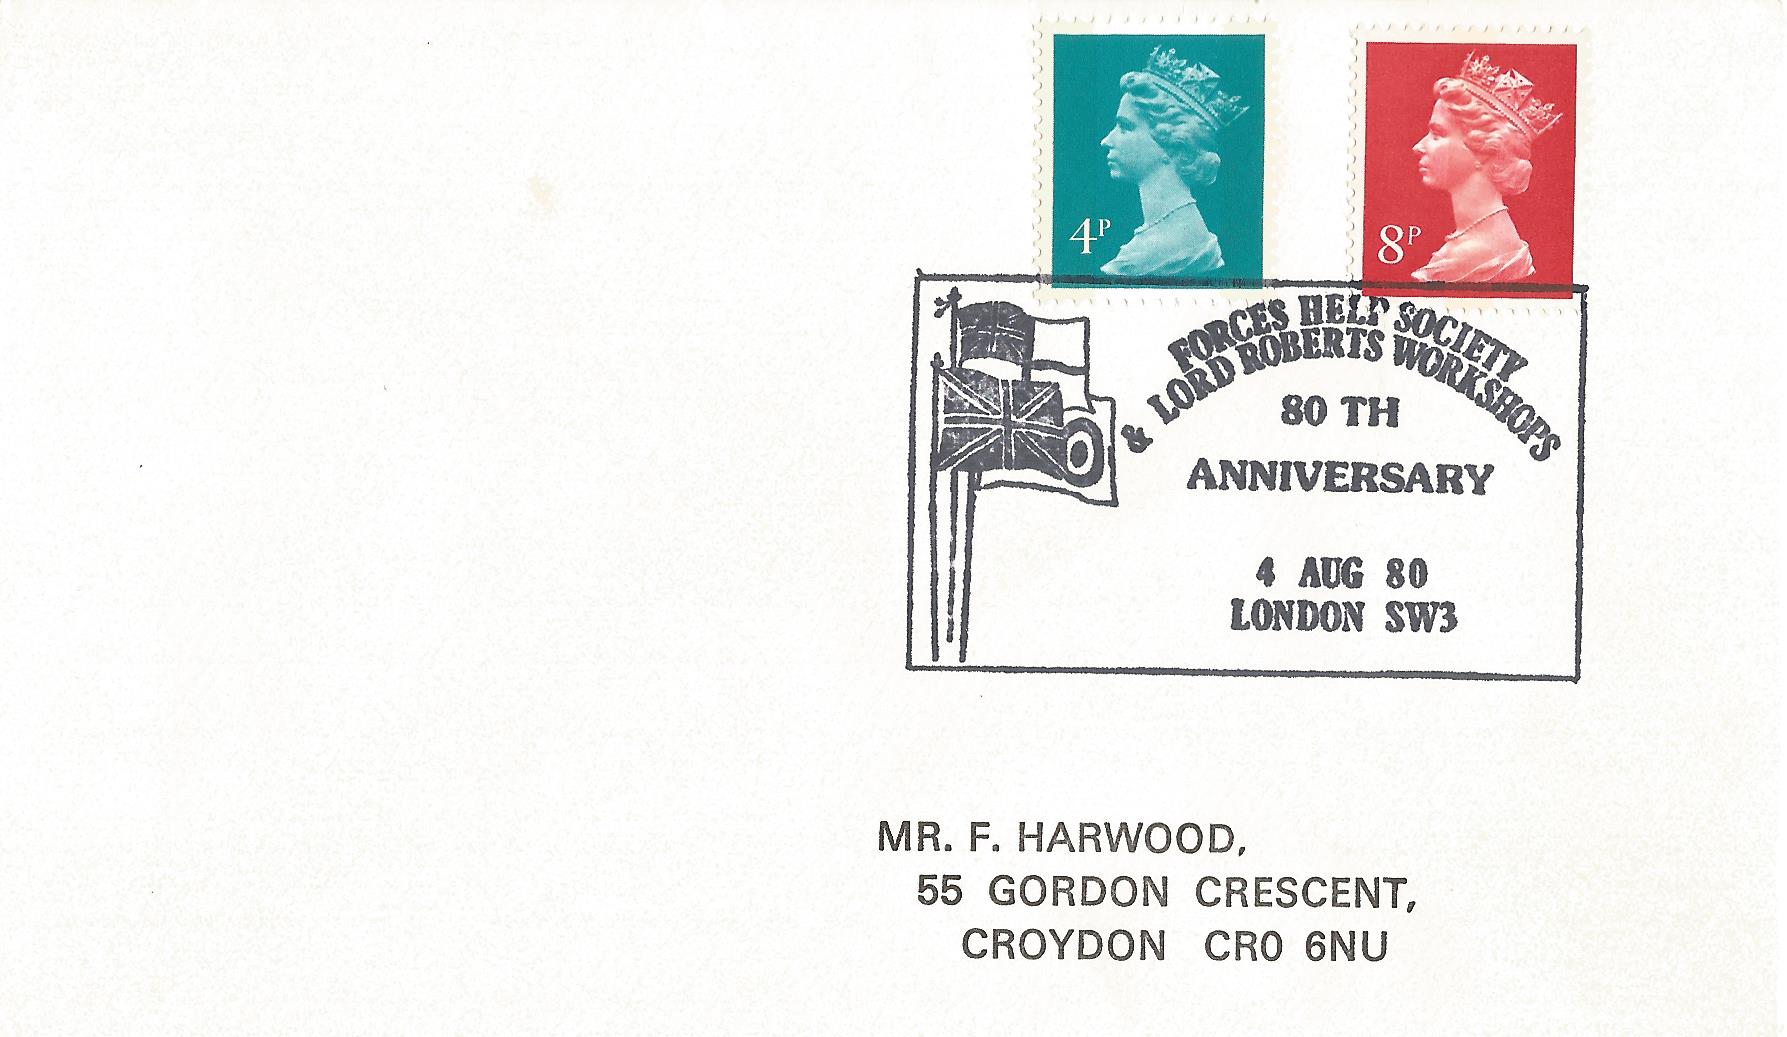 4P
8P
FORCES HELP SOCIETY
& LORD ROBERTS WORKSHOPS
80 TH
ANNIVERSARY
4 AUG 80
LONDON SW3
MR. F. HARWOOD,
55 GORDON CRESCENT,
CROYDON CR0 6NU